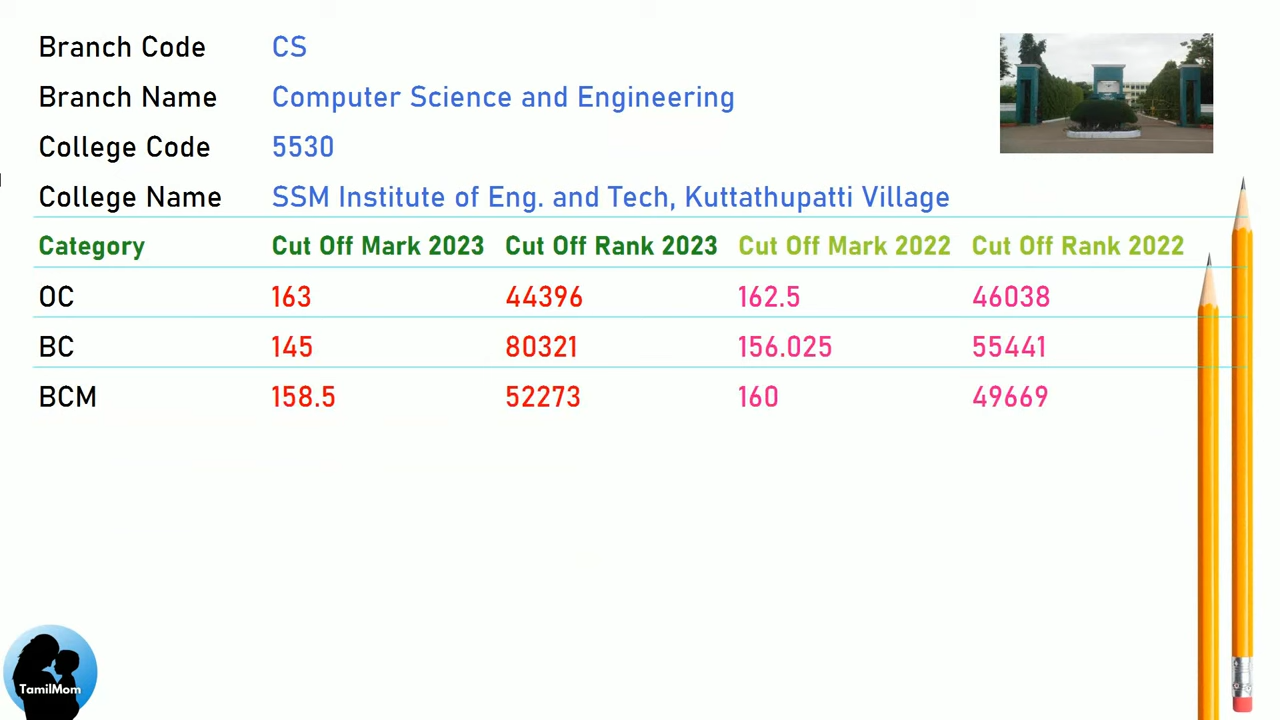 Branch Code CS
Branch Name Computer Science and Engineering
College Code 5530
College Name SSM Institute of Eng. and Tech, Kuttathupatti Village
Category Cut Off Mark 2023 Cut Off Rank 2023 Cut Off Mark 2022 Cut Off Rank 2022
OC 163 44396 162.5 46038
BC 145 80321 156.025 55441
BCM 158.5 52273 160 49669
TamilMom